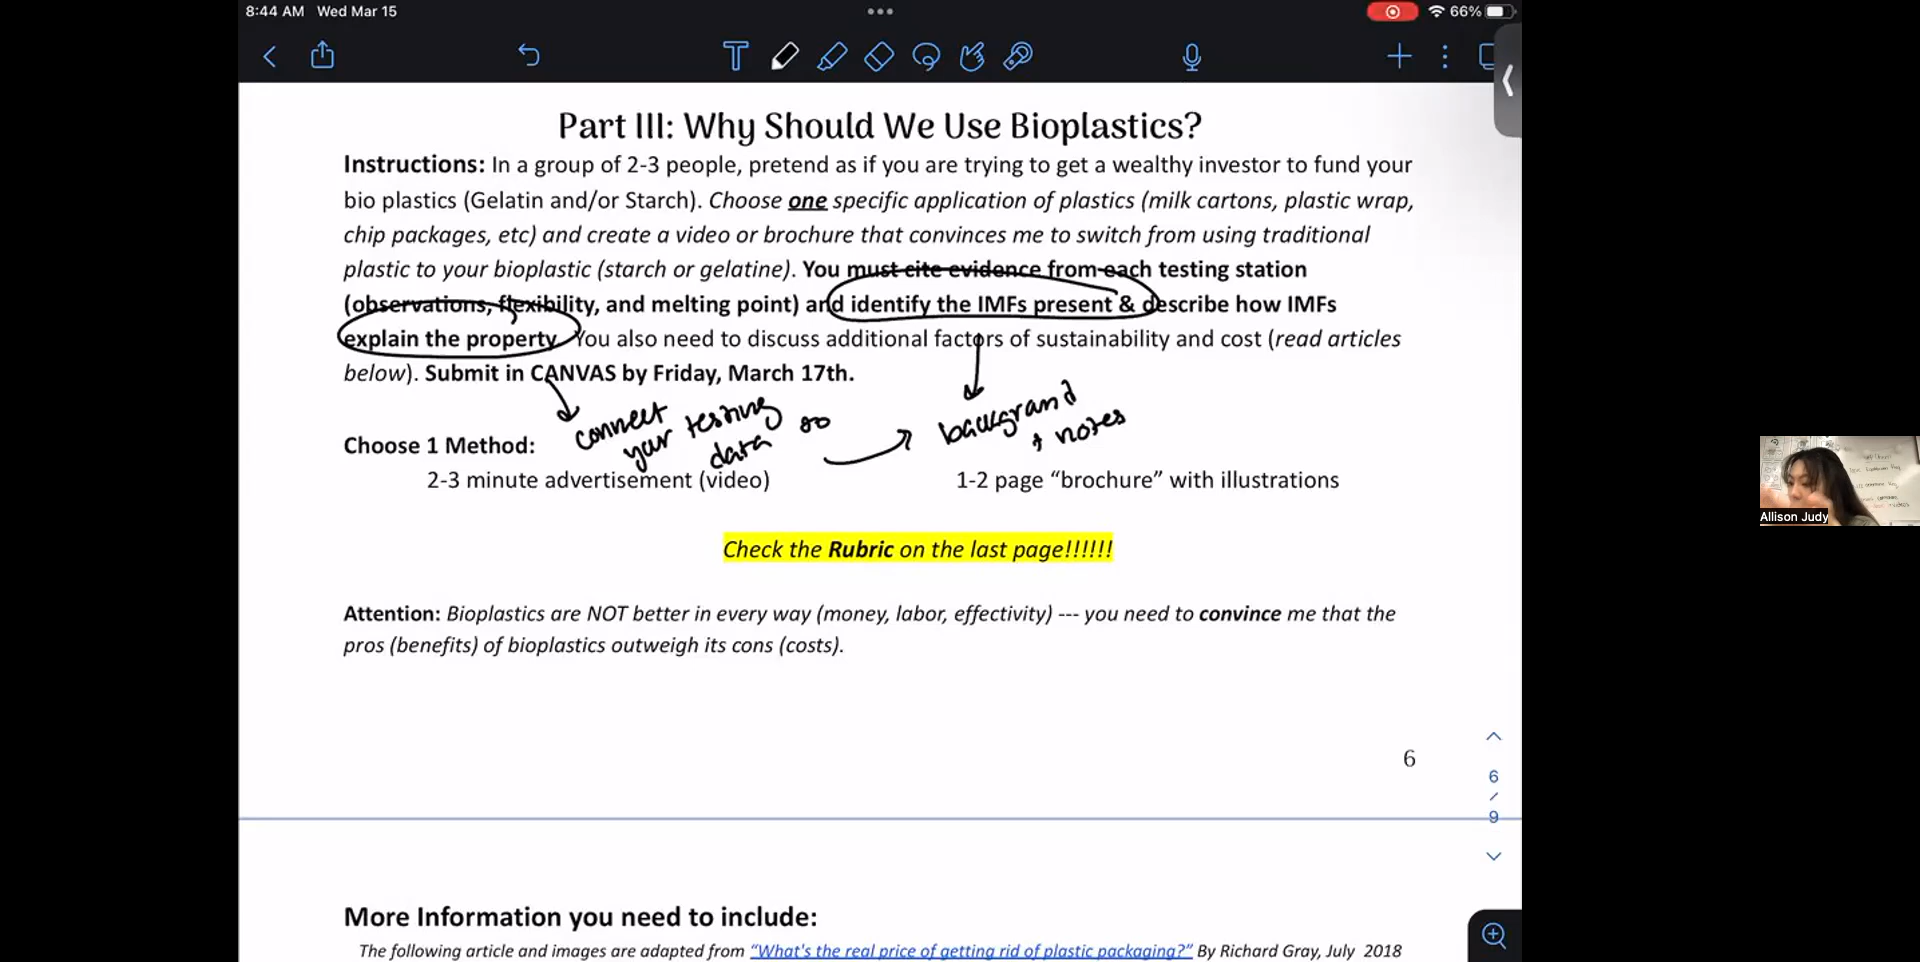 8:44 AM Wed Mar 15
66%
Part III: Why Should We Use Bioplastics?
Instructions: In a group of 2-3 people, pretend as if you are trying to get a wealthy investor to fund your
bio plastics (Gelatin and/or Starch). Choose one specific application of plastics (milk cartons, plastic wrap,
chip packages, etc) and create a video or brochure that convinces me to switch from using traditional
plastic to your bioplastic (starch or gelatine). You must cite evidence from each testing station
(observations, flexibility, and melting point) and identify the IMFs present & describe how IMFs
explain the property. You also need to discuss additional factors of sustainability and cost (read articles
below). Submit in CANVAS by Friday, March 17th.
connect
your testing
data
background
+ notes
Choose 1 Method:
2-3 minute advertisement (video)
1-2 page “brochure” with illustrations
Check the Rubric on the last page!!!!!!
Attention: Bioplastics are NOT better in every way (money, labor, effectivity) --- you need to convince me that the
pros (benefits) of bioplastics outweigh its cons (costs).
6
6
/
9
More Information you need to include:
The following article and images are adapted from “What's the real price of getting rid of plastic packaging?” By Richard Gray, July 2018
Allison Judy